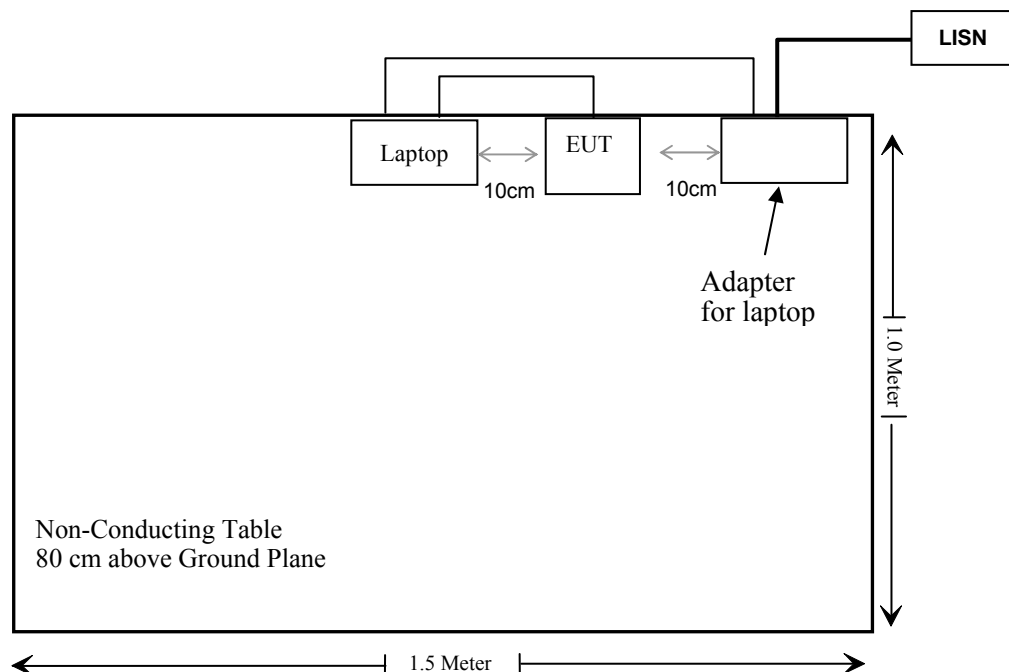 LISN
Laptop
EUT
10cm
10cm
Adapter
for laptop
1.0 Meter
Non-Conducting Table
80 cm above Ground Plane
1.5 Meter